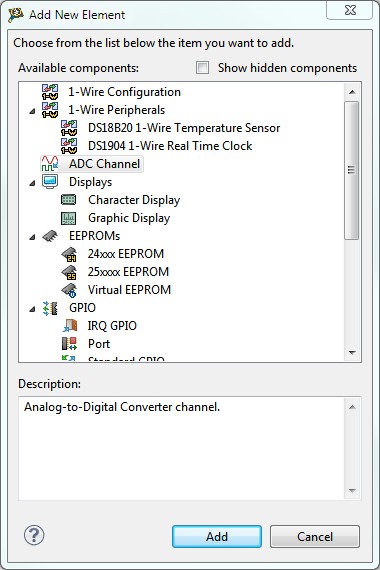 Add New Element
Choose from the list below the item you want to add.
Available components:
Show hidden components
1-Wire Configuration
1-Wire Peripherals
DS18B20 1-Wire Temperature Sensor
DS1904 1-Wire Real Time Clock
ADC Channel
Displays
Character Display
Graphic Display
EEPROMs
24xxx EEPROM
25xxxx EEPROM
Virtual EEPROM
GPIO
IRQ GPIO
Port
Standard GPIO
Description:
Analog-to-Digital Converter channel.
?
Add
Cancel